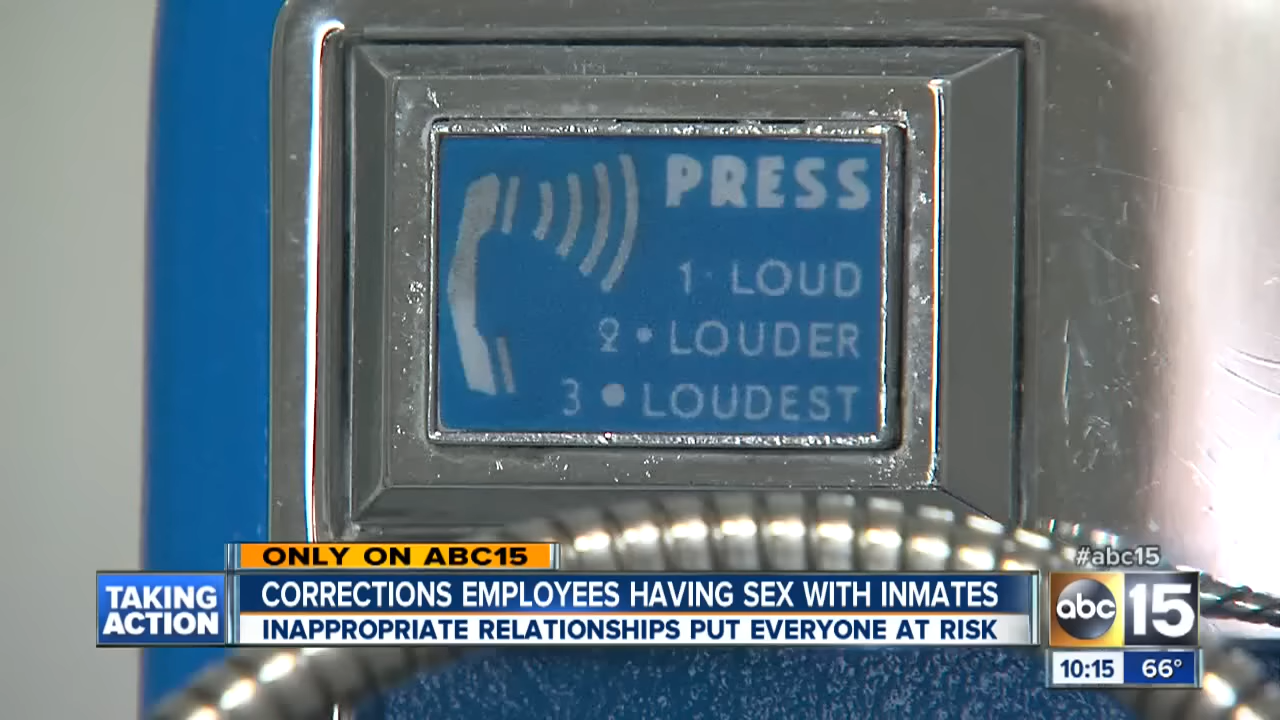 PRESS
1 LOUD
2 • LOUDER
3 • LOUDEST
#abc15
ONLY ON ABC15
TAKING ACTION
CORRECTIONS EMPLOYEES HAVING SEX WITH INMATES
INAPPROPRIATE RELATIONSHIPS PUT EVERYONE AT RISK
abc 15
10:15 66°